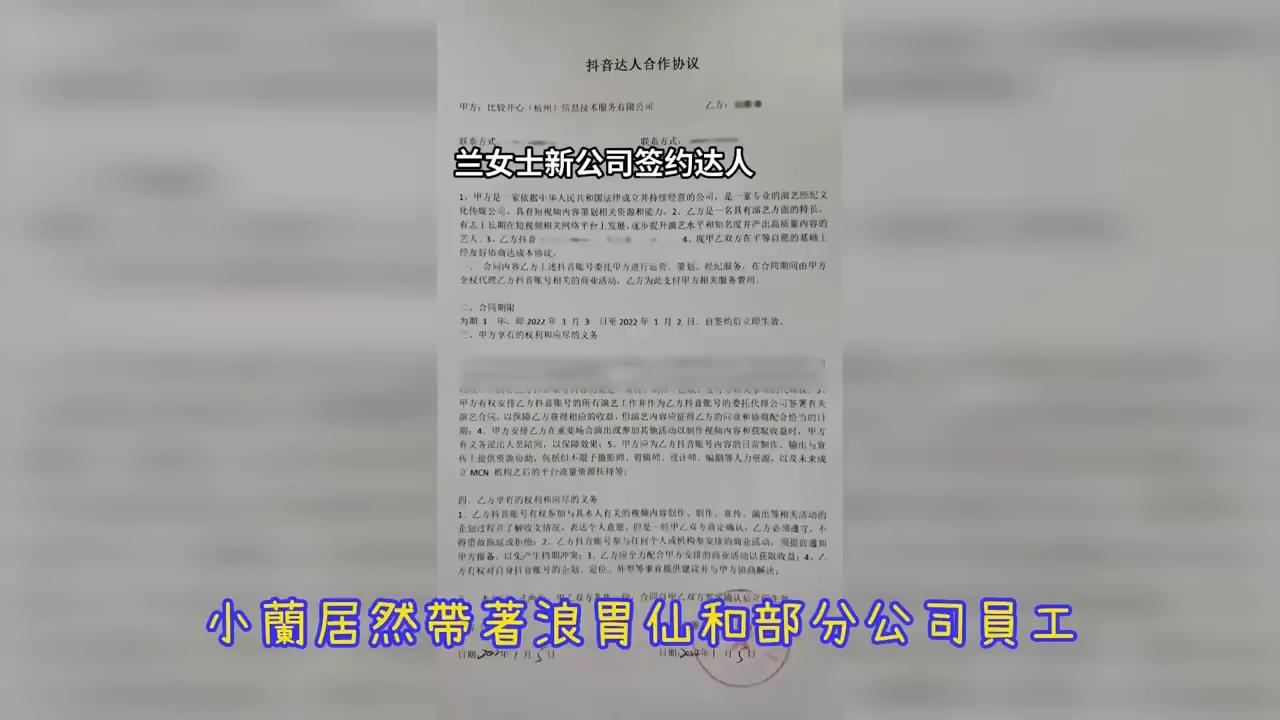 抖音达人合作协议
甲方：比较开心（杭州）信息技术服务有限公司 乙方：
联系方式： 联系方式：
兰女士新公司签约达人
1、甲方是一家依据中华人民共和国法律成立并持续经营的公司，是一家专业的演艺经纪文
化传媒公司，具有短视频内容策划相关资源和能力。2、乙方是一名具有演艺方面的特长，
有志于长期在短视频相关网络平台上发展，逐步提升演艺水平和知名度并产出高质量内容的
艺人。3、乙方抖音 4、现甲乙双方在平等自愿的基础上
经友好协商达成本协议。
一、合同内容乙方上述抖音账号委托甲方进行运营、策划、经纪服务。在合同期间由甲方
全权代理乙方抖音账号相关的商业活动，乙方为此支付甲方相关服务费用。
二、合同期限
为期 1 年，即 2022 年 1 月 3 日至 2022 年 1 月 2 日。自签约后立即生效。
三、甲方享有的权利和应尽的义务
甲方有权安排乙方抖音账号的所有演艺工作并作为乙方抖音账号的委托代理公司签署有关
演艺合同，以保障乙方获得相应的收益，但演艺内容应征得乙方的同意和协商配合恰当的日
期；4、甲方安排乙方在重要场合演出或参加其他活动以制作视频内容和获取收益时，甲方
有义务派出人员陪同，以保障效果；5、甲方应为乙方抖音账号内容的日常制作、输出与宣
传上提供资源协助，包括但不限于摄影师、剪辑师、设计师、编剧等人力资源，以及未来成
立 MCN 机构之后的平台流量资源扶持等；
四、乙方享有的权利和应尽的义务
1、乙方抖音账号有权参加与其本人有关的视频内容创作、制作、宣传、演出等相关活动的
企划过程并了解收支情况，表达个人意愿。但是一经甲乙双方商定确认，乙方必须遵守，不
得借故拖延或拒绝；2、乙方抖音账号参与任何个人或机构参安排的商业活动，须提前通知
甲方报备，以免产生档期冲突；3、乙方应全力配合甲方安排的商业活动以获取收益；4、乙
方有权对自身抖音账号的企划、定位、外型等事宜提供建议并与甲方协商解决；
小蘭居然帶著浪胃仙和部分公司員工
日期：2022年1月5日 日期：2022年1月5日